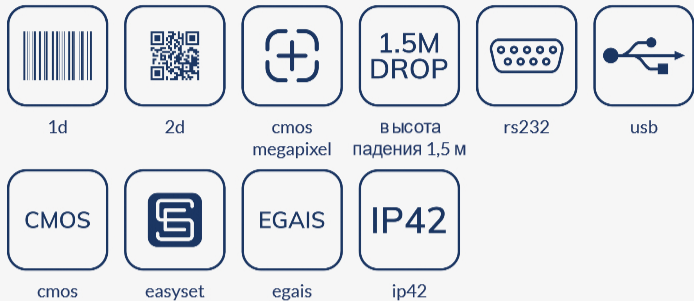 1.5M
DROP
1d
2d
cmos
megapixel
высота
падения 1,5 м
rs232
usb
CMOS
EGAIS
IP42
cmos
easyset
egais
ip42